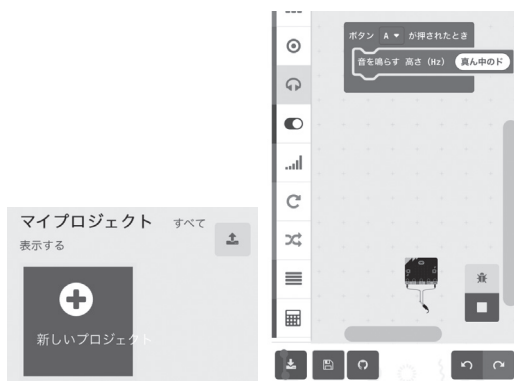 マイプロジェクト すべて
表示する
新しいプロジェクト
ボタン A が押されたとき
音を鳴らす 高さ (Hz) 真ん中のド